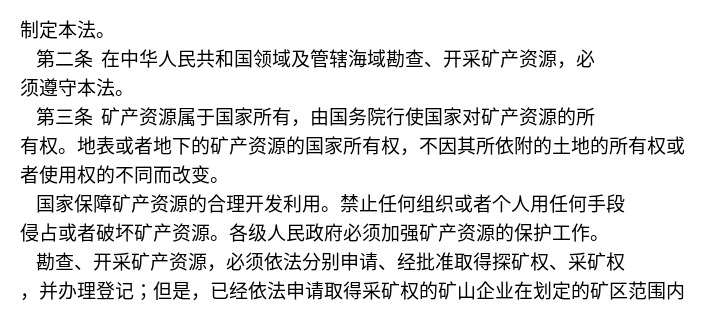 制定本法。
第二条 在中华人民共和国领域及管辖海域勘查、开采矿产资源，必
须遵守本法。
第三条 矿产资源属于国家所有，由国务院行使国家对矿产资源的所
有权。地表或者地下的矿产资源的国家所有权，不因其所依附的土地的所有权或
者使用权的不同而改变。
国家保障矿产资源的合理开发利用。禁止任何组织或者个人用任何手段
侵占或者破坏矿产资源。各级人民政府必须加强矿产资源的保护工作。
勘查、开采矿产资源，必须依法分别申请、经批准取得探矿权、采矿权
，并办理登记；但是，已经依法申请取得采矿权的矿山企业在划定的矿区范围内